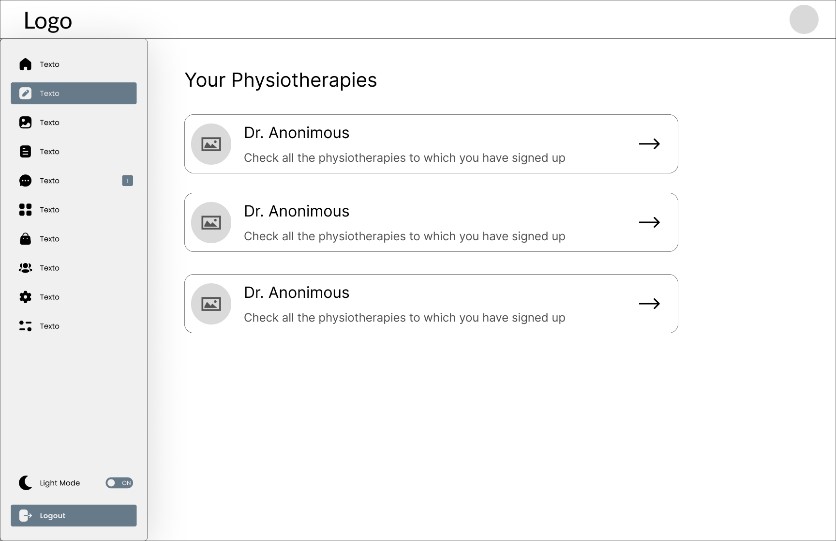 Logo
Texto
Texto
Texto
Texto
Texto
Texto
Texto
Texto
Texto
Texto
Light Mode
ON
Logout
Your Physiotherapies
Dr. Anonimous
Check all the physiotherapies to which you have signed up
Dr. Anonimous
Check all the physiotherapies to which you have signed up
Dr. Anonimous
Check all the physiotherapies to which you have signed up